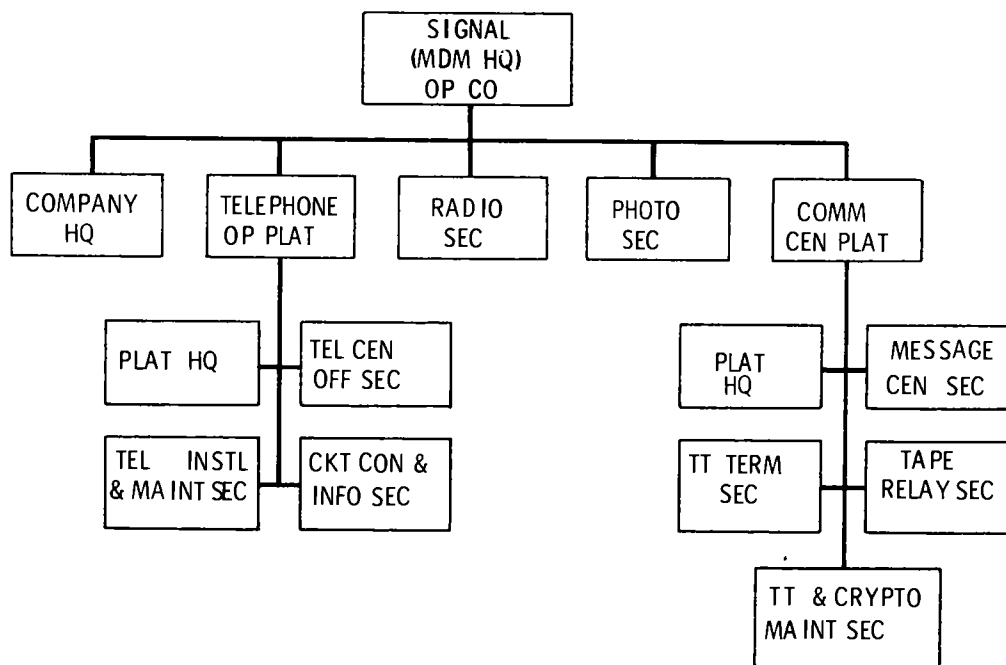 SIGNAL
(MDM HQ)
OP CO
COMPANY
HQ
TELEPHONE
OP PLAT
RADIO
SEC
PHOTO
SEC
COMM
CEN PLAT
PLAT HQ
TEL CEN
OFF SEC
TEL INSTL
& MAINT SEC
CKT CON &
INFO SEC
PLAT
HQ
MESSAGE
CEN SEC
TT TERM
SEC
TAPE
RELAY SEC
TT & CRYPTO
MAINT SEC